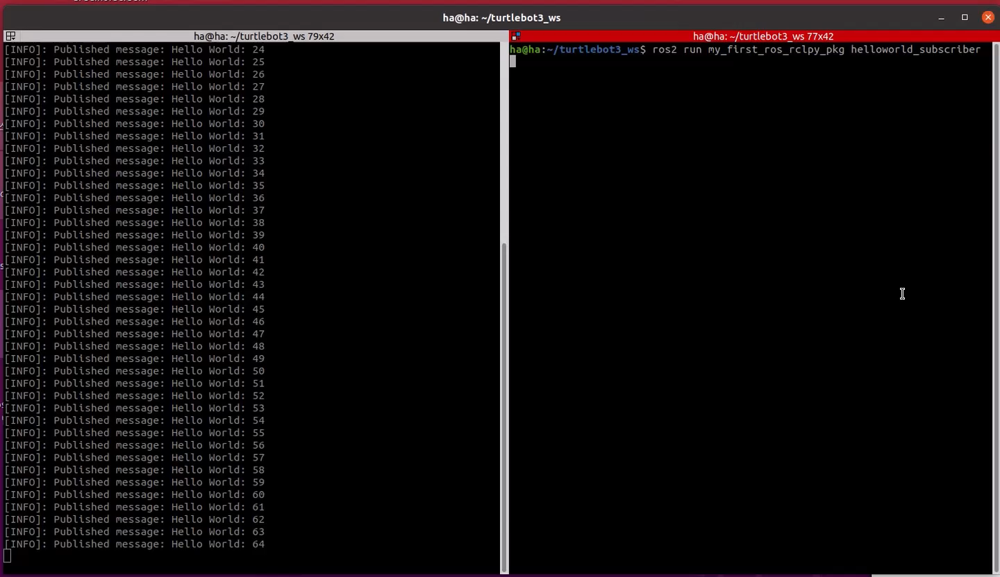 ha@ha: ~/turtlebot3_ws
ha@ha: ~/turtlebot3_ws 79x42
[INFO]: Published message: Hello World: 24
[INFO]: Published message: Hello World: 25
[INFO]: Published message: Hello World: 26
[INFO]: Published message: Hello World: 27
[INFO]: Published message: Hello World: 28
[INFO]: Published message: Hello World: 29
[INFO]: Published message: Hello World: 30
[INFO]: Published message: Hello World: 31
[INFO]: Published message: Hello World: 32
[INFO]: Published message: Hello World: 33
[INFO]: Published message: Hello World: 34
[INFO]: Published message: Hello World: 35
[INFO]: Published message: Hello World: 36
[INFO]: Published message: Hello World: 37
[INFO]: Published message: Hello World: 38
[INFO]: Published message: Hello World: 39
[INFO]: Published message: Hello World: 40
[INFO]: Published message: Hello World: 41
[INFO]: Published message: Hello World: 42
[INFO]: Published message: Hello World: 43
[INFO]: Published message: Hello World: 44
[INFO]: Published message: Hello World: 45
[INFO]: Published message: Hello World: 46
[INFO]: Published message: Hello World: 47
[INFO]: Published message: Hello World: 48
[INFO]: Published message: Hello World: 49
[INFO]: Published message: Hello World: 50
[INFO]: Published message: Hello World: 51
[INFO]: Published message: Hello World: 52
[INFO]: Published message: Hello World: 53
[INFO]: Published message: Hello World: 54
[INFO]: Published message: Hello World: 55
[INFO]: Published message: Hello World: 56
[INFO]: Published message: Hello World: 57
[INFO]: Published message: Hello World: 58
[INFO]: Published message: Hello World: 59
[INFO]: Published message: Hello World: 60
[INFO]: Published message: Hello World: 61
[INFO]: Published message: Hello World: 62
[INFO]: Published message: Hello World: 63
[INFO]: Published message: Hello World: 64
ha@ha: ~/turtlebot3_ws 77x42
ha@ha:~/turtlebot3_ws$ ros2 run my_first_ros_rclpy_pkg helloworld_subscriber